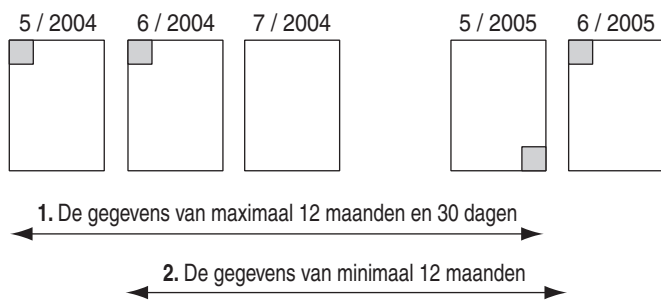 5 / 2004 6 / 2004 7 / 2004 5 / 2005 6 / 2005
1. De gegevens van maximaal 12 maanden en 30 dagen
2. De gegevens van minimaal 12 maanden